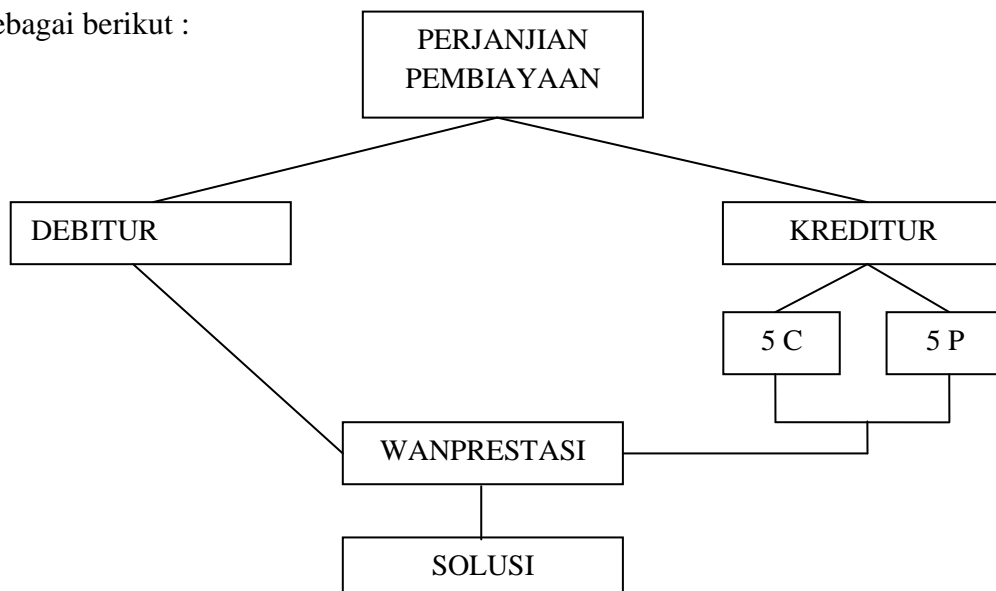 ebagai berikut :
PERJANJIAN
PEMBIAYAAN
DEBITUR
KREDITUR
5 C
5 P
WANPRESTASI
SOLUSI